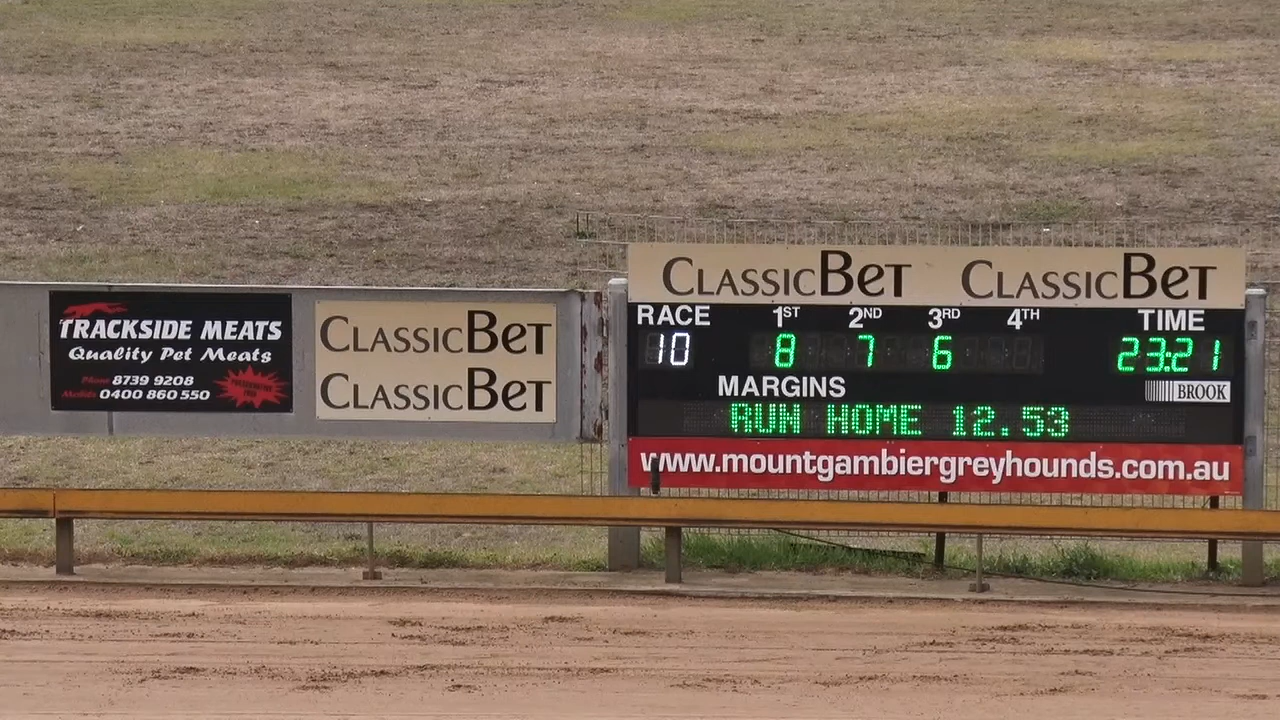 CLASSICBET CLASSICBET
TRACKSIDE MEATS
Quality Pet Meats
Phone 8739 9208
Mobile 0400 860 550
PRESERVATIVE
FREE
CLASSICBET
CLASSICBET
RACE 1ST 2ND 3RD 4TH TIME
10 8 7 6 23:21
MARGINS
BROOK
RUN HOME 12.53
www.mountgambiergreyhounds.com.au